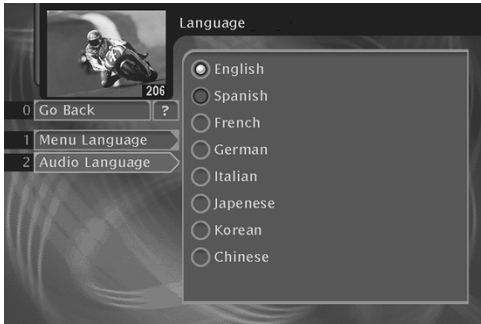 Language
206
0 Go Back ?
1 Menu Language
2 Audio Language
English
Spanish
French
German
Italian
Japenese
Korean
Chinese